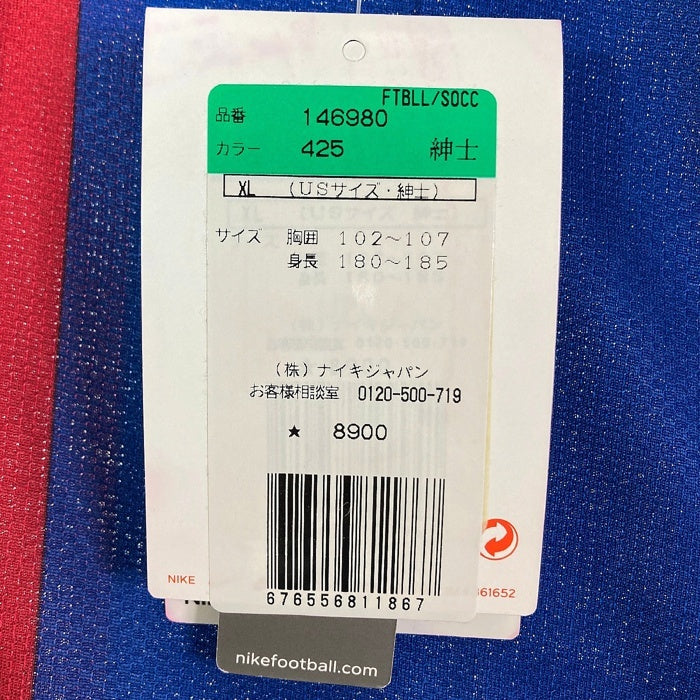 FTBLL/SOCC
品番 146980
カラー 425 紳士
XL (USサイズ・紳士)
サイズ 胸囲 102～107
身長 180～185
(株)ナイキジャパン
お客様相談室 0120-500-719
★ 8900
676556811867
NIKE
361652
nikefootball.com